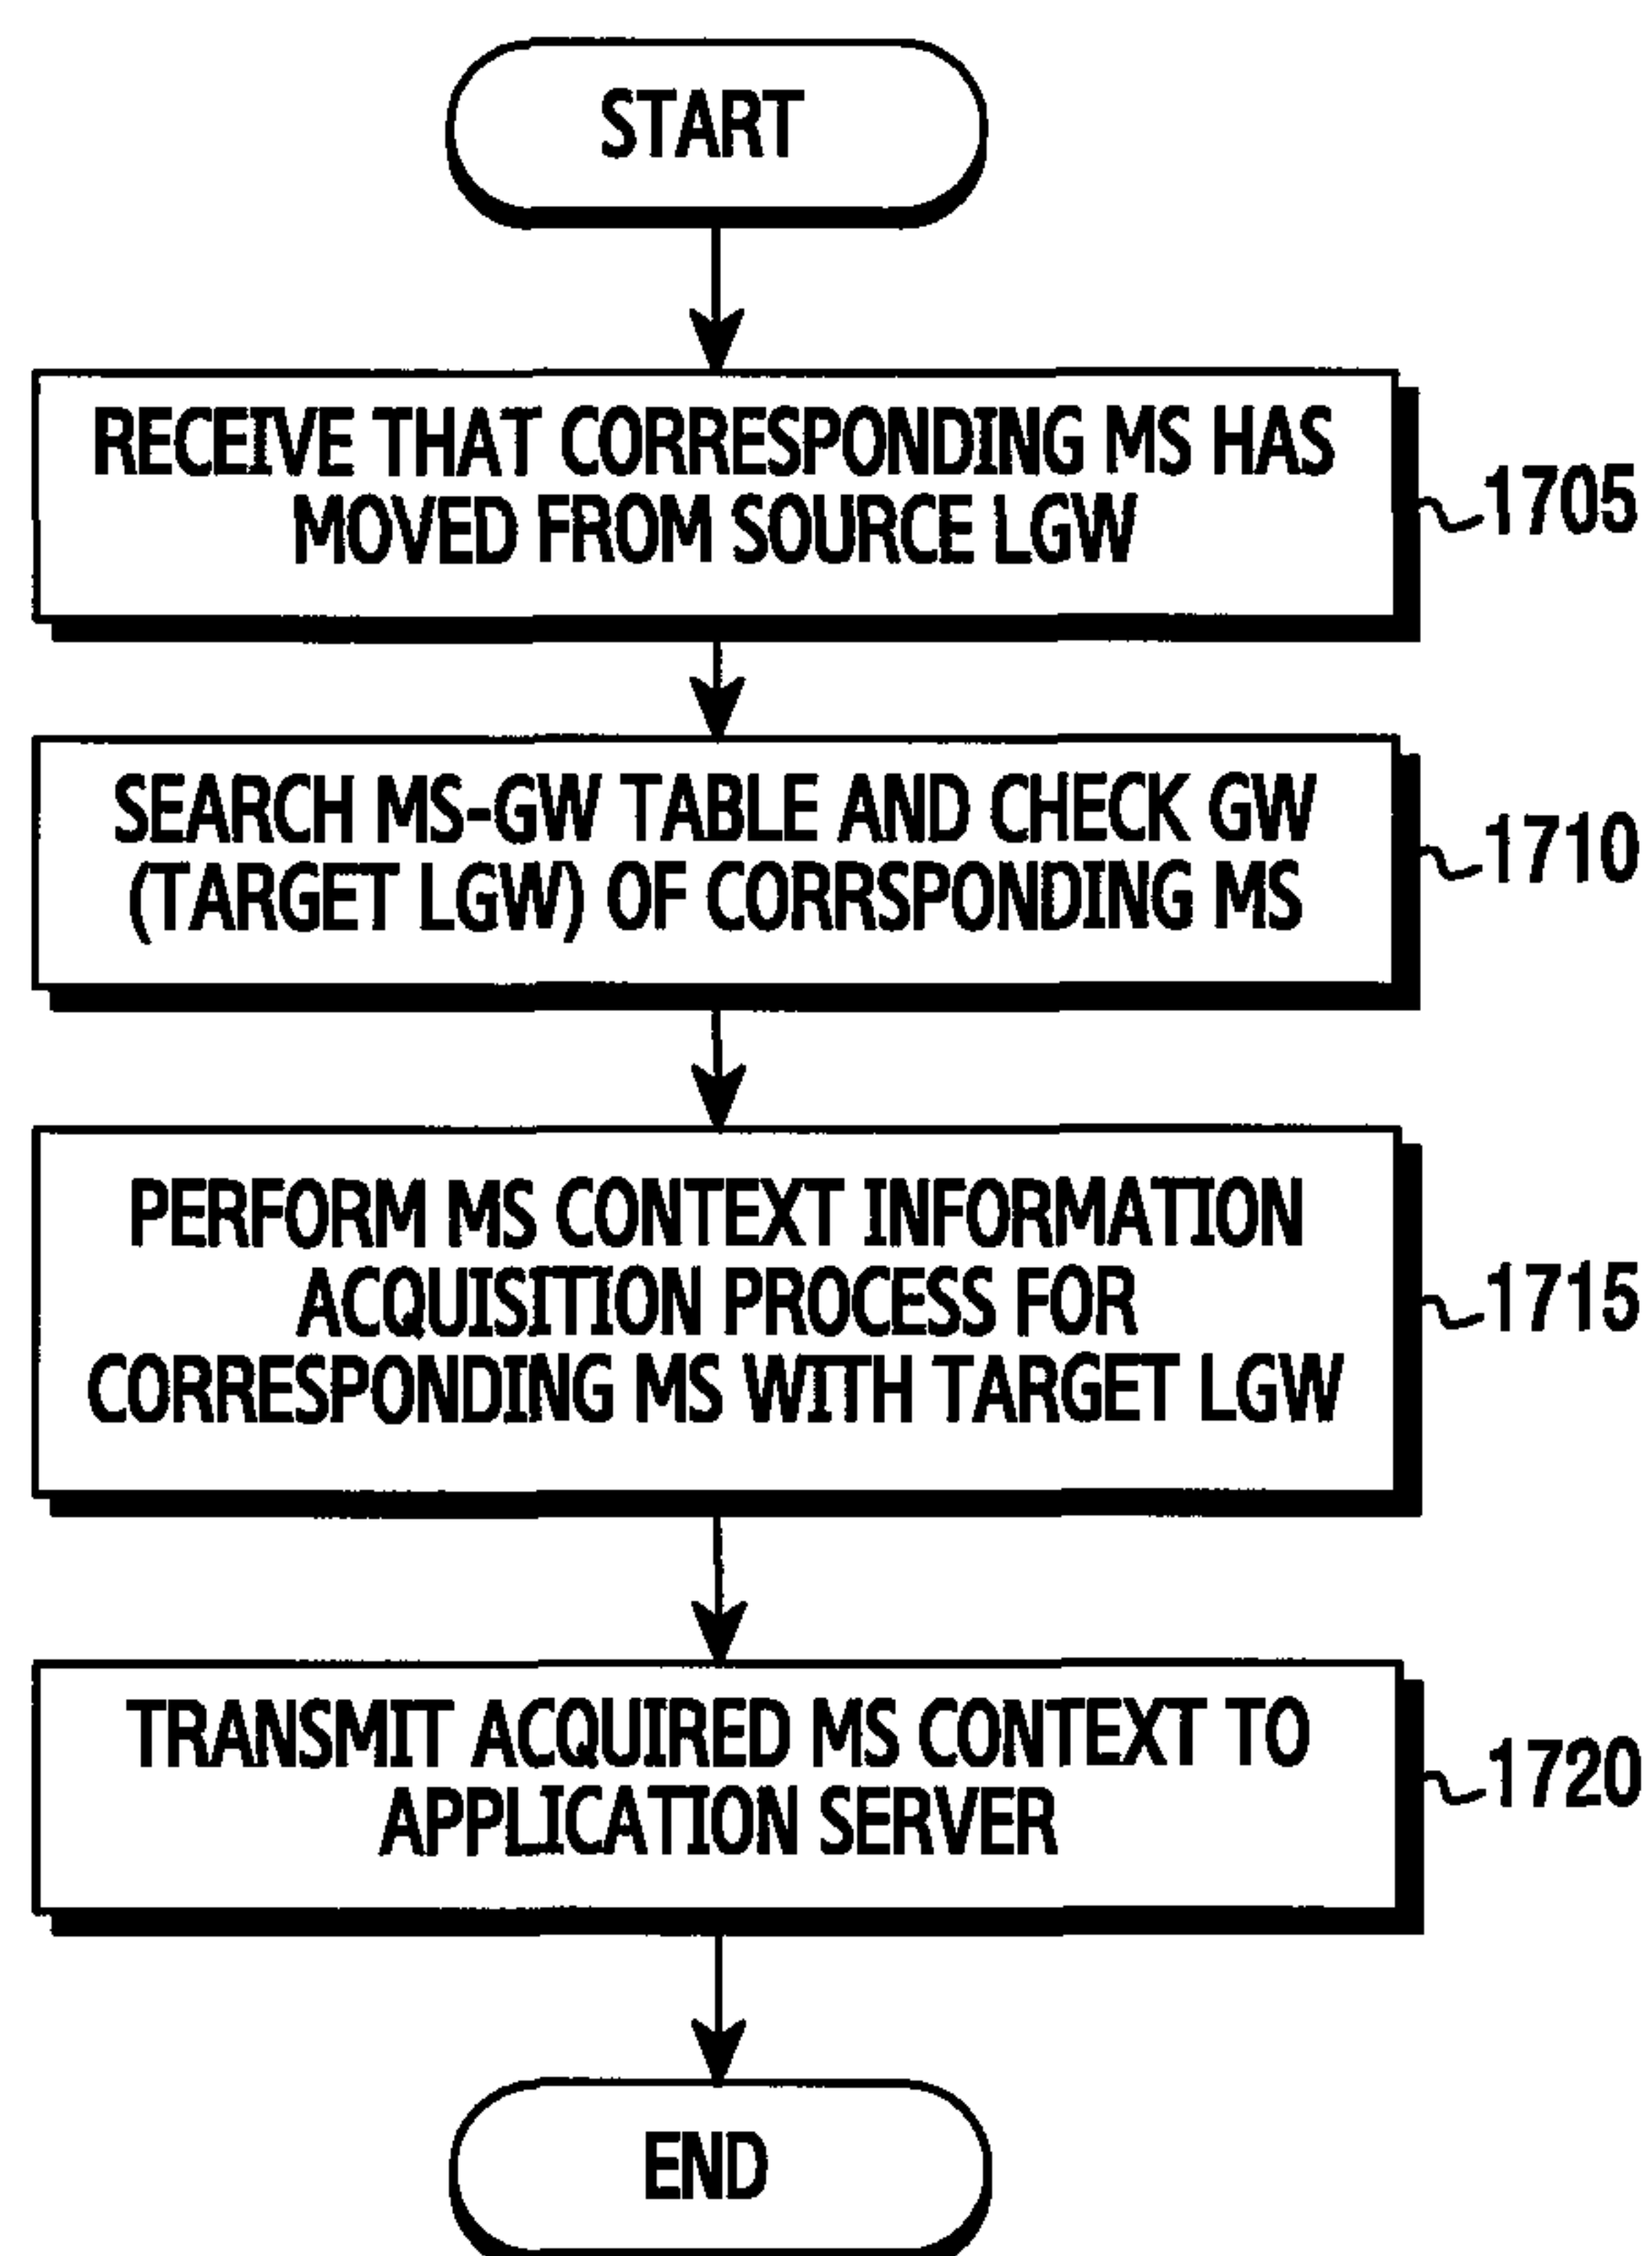 START
RECEIVE THAT CORRESPONDING MS HAS
MOVED FROM SOURCE LGW
1705
SEARCH MS-GW TABLE AND CHECK GW
(TARGET LGW) OF CORRSPONDING MS
1710
PERFORM MS CONTEXT INFORMATION
ACQUISITION PROCESS FOR
CORRESPONDING MS WITH TARGET LGW
1715
TRANSMIT ACQUIRED MS CONTEXT TO
APPLICATION SERVER
1720
END